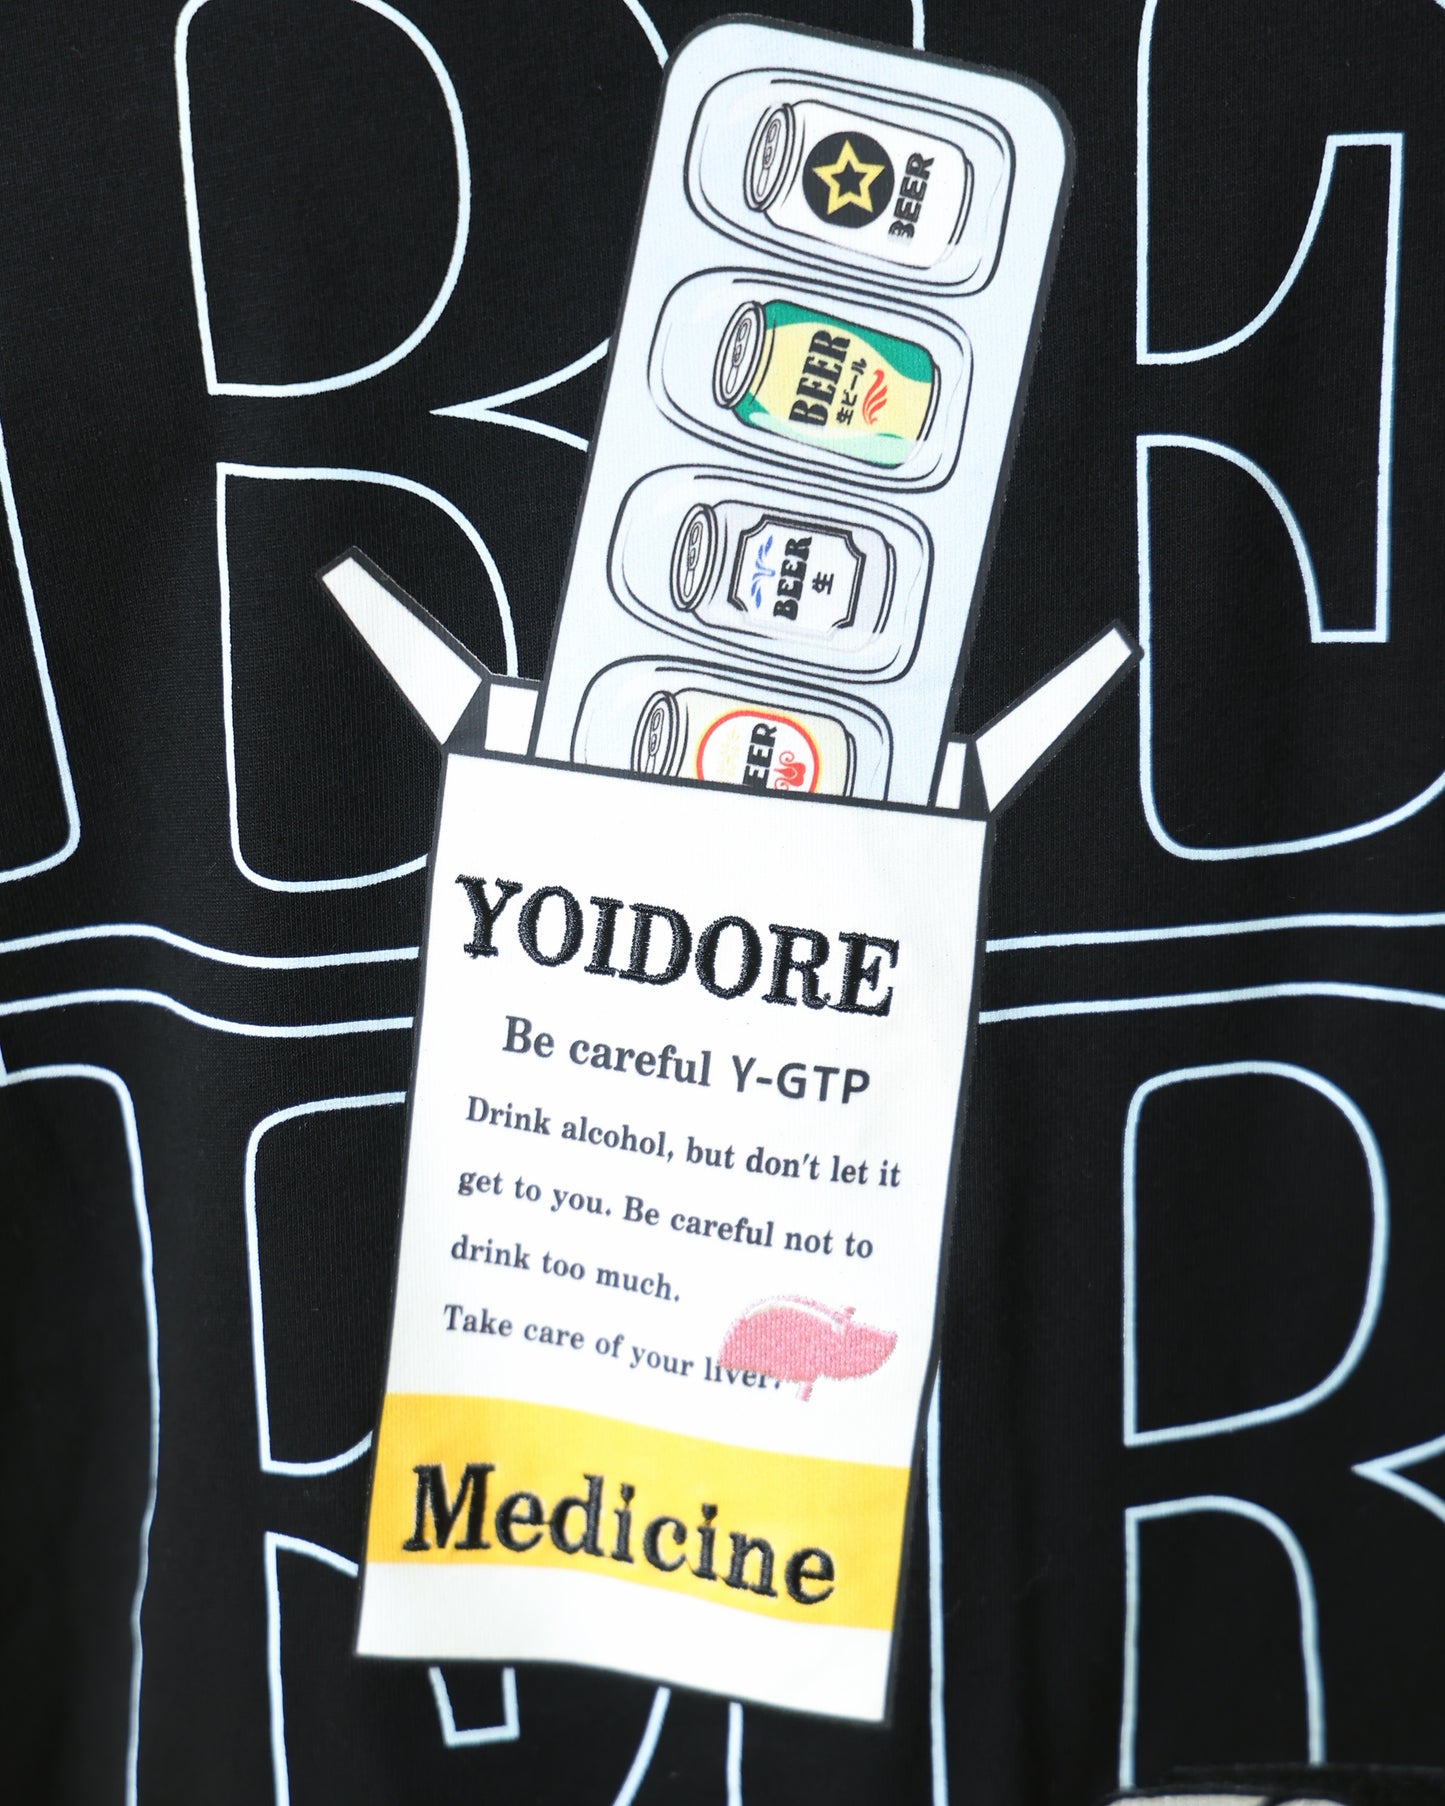 BEER
BEER
生ビール
BEER
生
BEER
YOIDORE
Be careful Y-GTP
Drink alcohol, but don't let it
get to you. Be careful not to
drink too much.
Take care of your liver.
Medicine